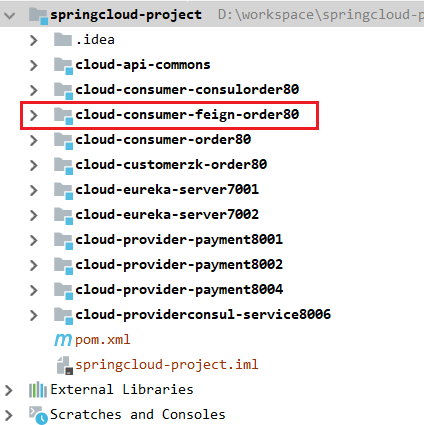 springcloud-project D:\workspace\springcloud-p
.idea
cloud-api-commons
cloud-consumer-consulorder80
cloud-consumer-feign-order80
cloud-consumer-order80
cloud-customerzk-order80
cloud-eureka-server7001
cloud-eureka-server7002
cloud-provider-payment8001
cloud-provider-payment8002
cloud-provider-payment8004
cloud-providerconsul-service8006
pom.xml
springcloud-project.iml
External Libraries
Scratches and Consoles